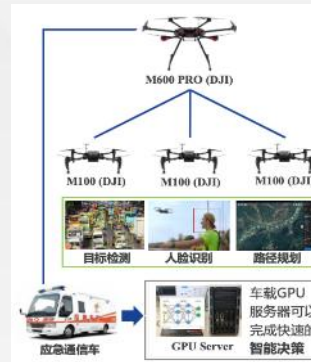 M600 PRO (DJI)
M100 (DJI)
M100 (DJI)
M100 (DJI)
目标检测
人脸识别
路径规划
应急通信车
GPU Server
车载GPU
服务器可以
完成快速的
智能决策